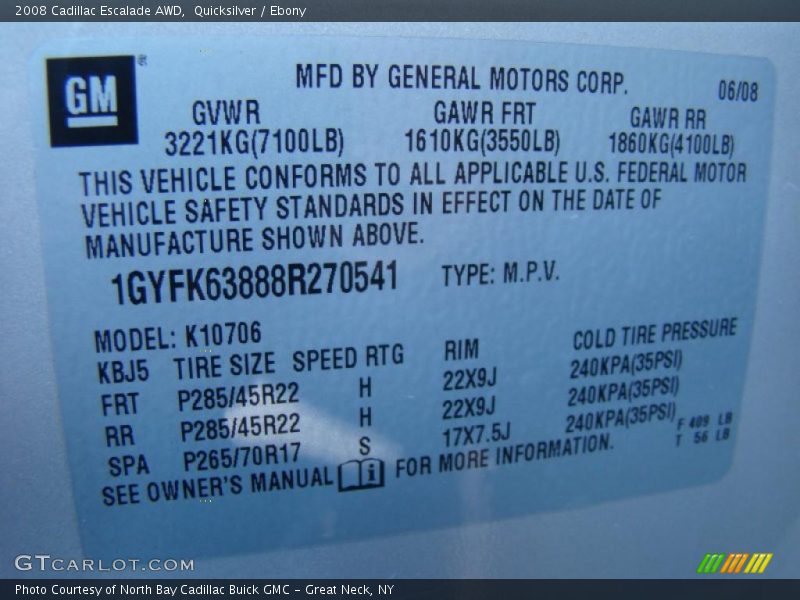 2008 Cadillac Escalade AWD, Quicksilver / Ebony
GM ®
MFD BY GENERAL MOTORS CORP.
06/08
GVWR GAWR FRT GAWR RR
3221KG(7100LB) 1610KG(3550LB) 1860KG(4100LB)
THIS VEHICLE CONFORMS TO ALL APPLICABLE U.S. FEDERAL MOTOR
VEHICLE SAFETY STANDARDS IN EFFECT ON THE DATE OF
MANUFACTURE SHOWN ABOVE.
1GYFK63888R270541 TYPE: M.P.V.
MODEL: K10706
KBJ5 TIRE SIZE SPEED RTG RIM COLD TIRE PRESSURE
FRT P285/45R22 H 22X9J 240KPA(35PSI)
RR P285/45R22 H 22X9J 240KPA(35PSI)
SPA P265/70R17 S 17X7.5J 240KPA(35PSI)
F 409 LB
T 56 LB
SEE OWNER'S MANUAL i FOR MORE INFORMATION.
GTCARLOT.COM
Photo Courtesy of North Bay Cadillac Buick GMC – Great Neck, NY